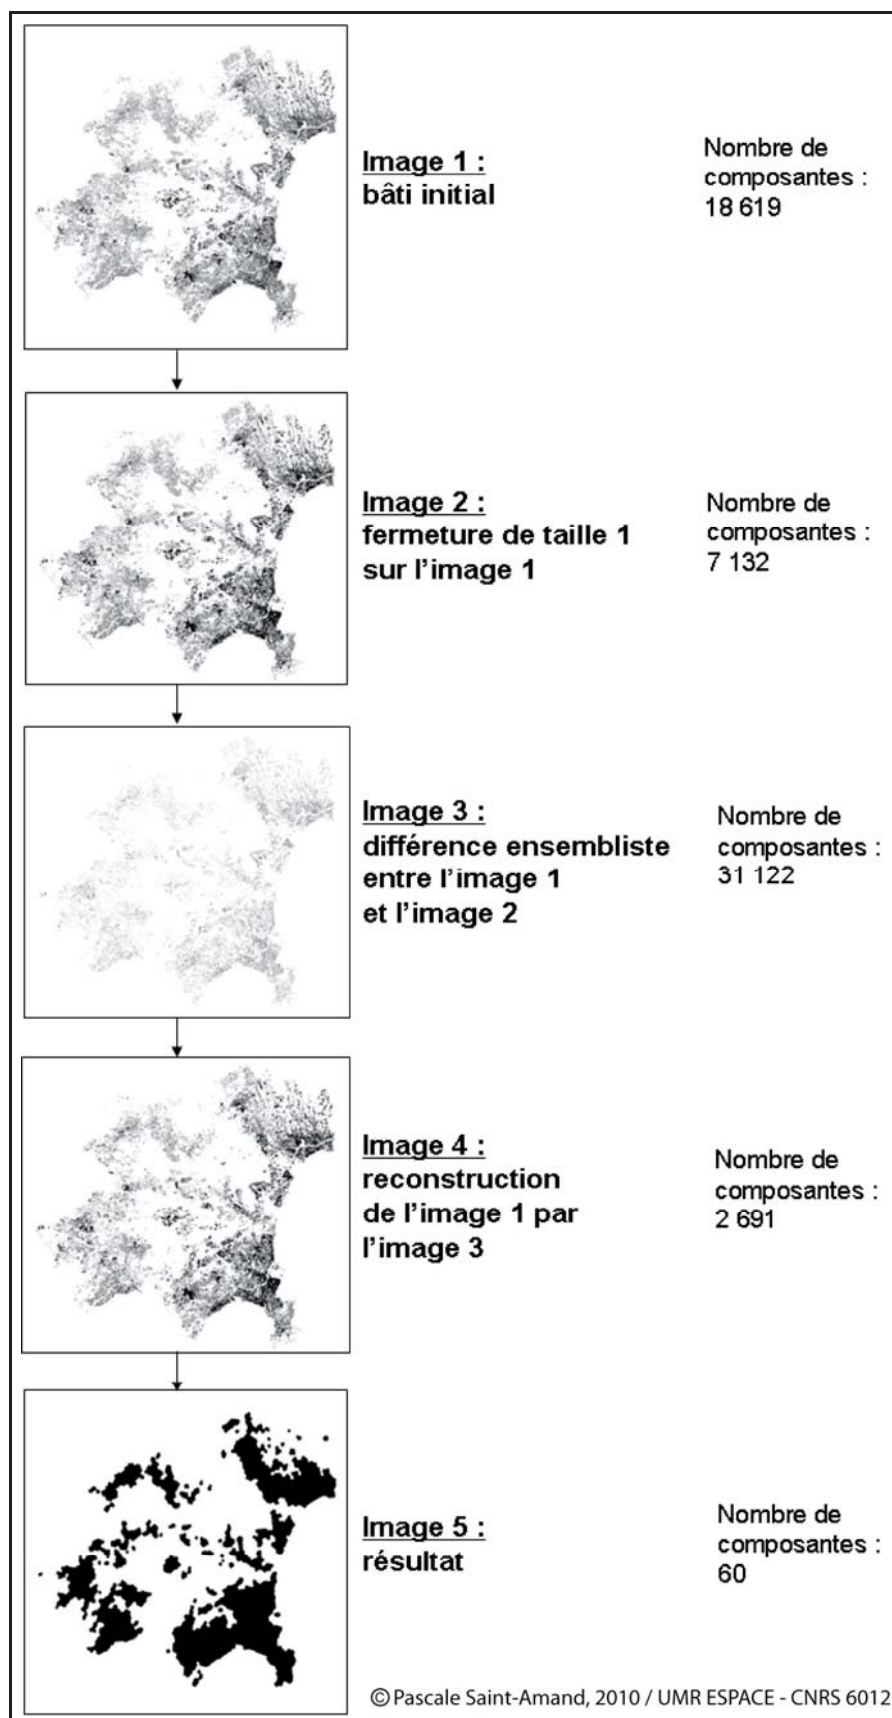 Image 1 :
bâti initial
Nombre de
composantes :
18 619
Image 2 :
fermeture de taille 1
sur l'image 1
Nombre de
composantes :
7 132
Image 3 :
différence ensembliste
entre l'image 1
et l'image 2
Nombre de
composantes :
31 122
Image 4 :
reconstruction
de l'image 1 par
l'image 3
Nombre de
composantes :
2 691
Image 5 :
résultat
Nombre de
composantes :
60
© Pascale Saint-Amand, 2010 / UMR ESPACE - CNRS 6012